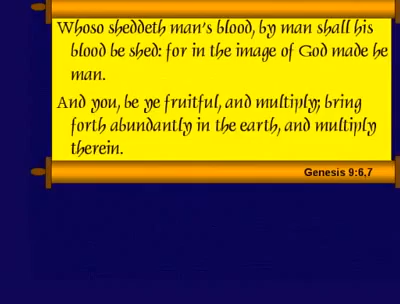 Whoso sheddeth man's blood, by man shall his
blood be shed: for in the image of God made he
man.
And you, be ye fruitful, and multiply; bring
forth abundantly in the earth, and multiply
therein.
Genesis 9:6,7